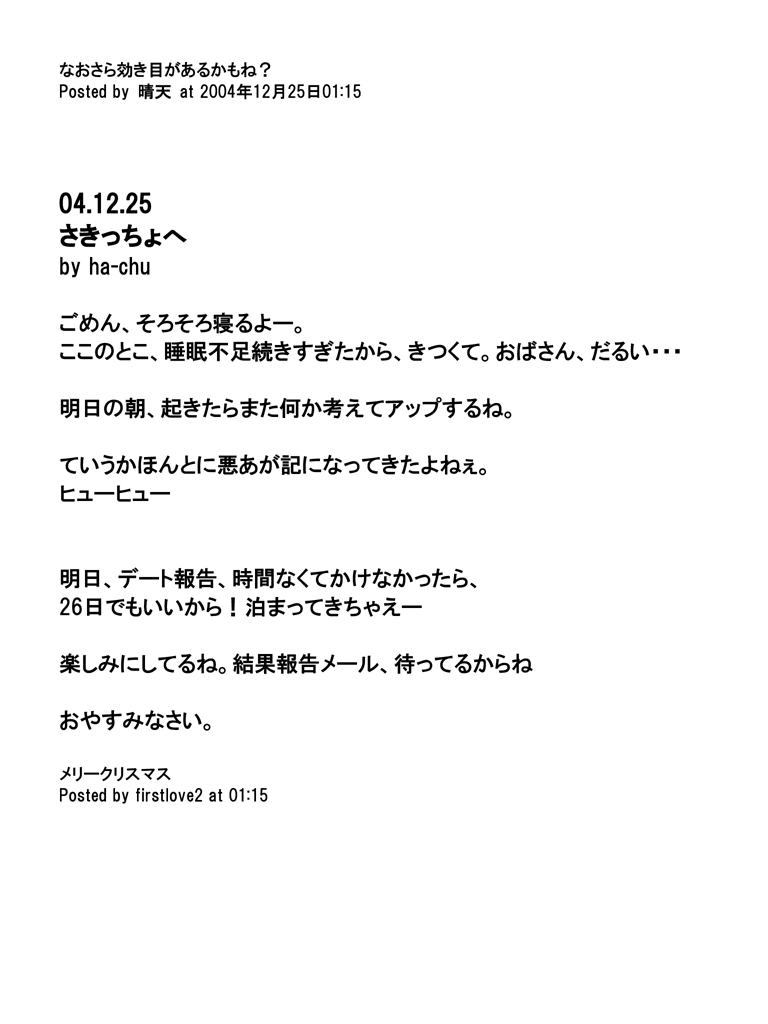 なおさら効き目があるかもね？
Posted by 晴天 at 2004年12月25日01:15
04.12.25
さきっちょへ
by ha-chu
ごめん、そろそろ寝るよー。
ここのとこ、睡眠不足続きすぎたから、きつくて。おばさん、だるい・・・
明日の朝、起きたらまた何か考えてアップするね。
ていうかほんとに悪あが記になってきたよねぇ。
ヒューヒュー
明日、デート報告、時間なくてかけなかったら、
26日でもいいから！泊まってきちゃえー
楽しみにしてるね。結果報告メール、待ってるからね
おやすみなさい。
メリークリスマス
Posted by firstlove2 at 01:15